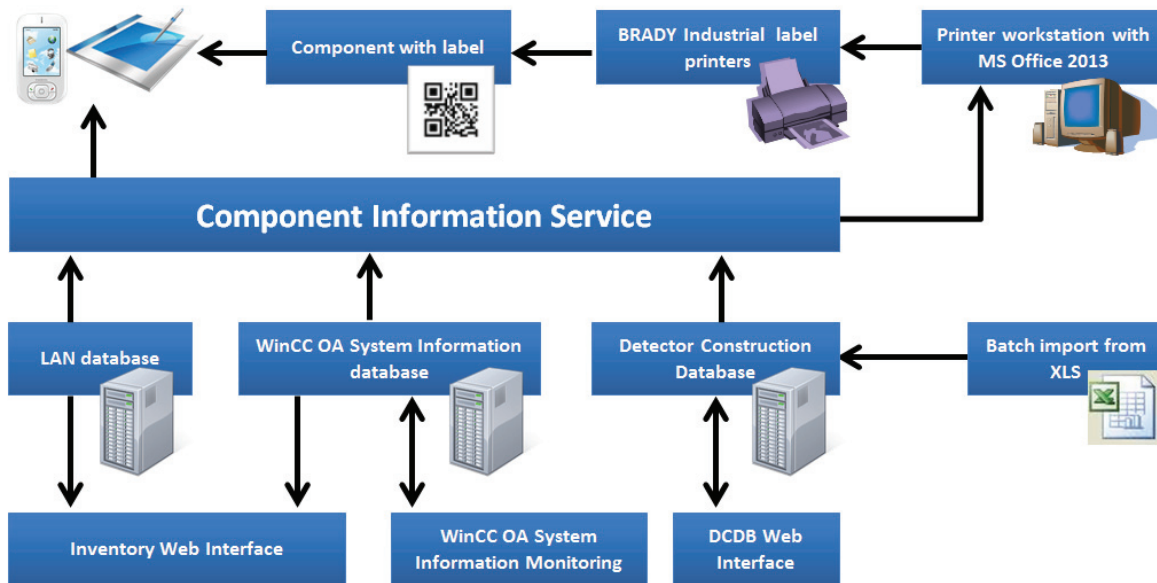 Component with label
BRADY Industrial label
printers
Printer workstation with
MS Office 2013
Component Information Service
LAN database
WinCC OA System Information
database
Detector Construction
Database
Batch import from
XLS
Inventory Web Interface
WinCC OA System
Information Monitoring
DCDB Web
Interface